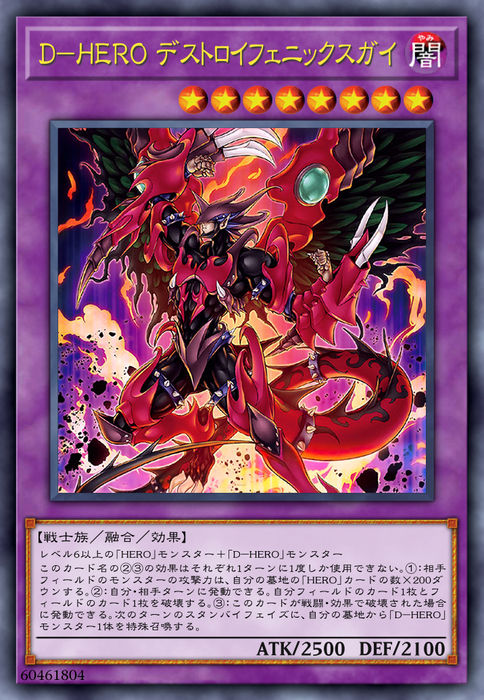 D-HERO デストロイフェニックスガイ
やみ
闇
【戦士族/融合/効果】
レベル6以上の「HERO」モンスター+「D-HERO」モンスター
このカード名の②③の効果はそれぞれ1ターンに1度しか使用できない。①:相手
フィールドのモンスターの攻撃力は、自分の墓地の「HERO」カードの数×200ダ
ウンする。②:自分・相手ターンに発動できる。自分フィールドのカード1枚とフ
ィールドのカード1枚を破壊する。③:このカードが戦闘・効果で破壊された場合
に発動できる。次のターンのスタンバイフェイズに、自分の墓地から「D-HERO」
モンスター1体を特殊召喚する。
ATK/2500 DEF/2100
60461804